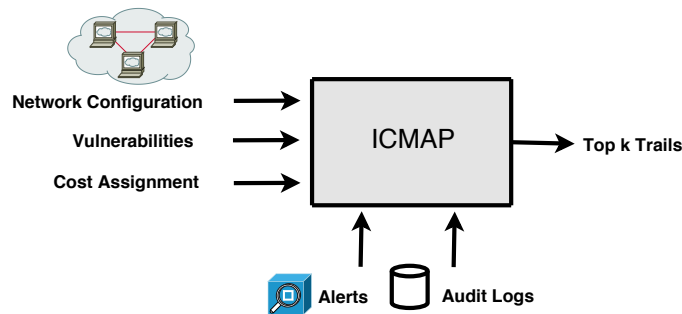 Network Configuration
Vulnerabilities
Cost Assignment
ICMAP
Top k Trails
Alerts
Audit Logs